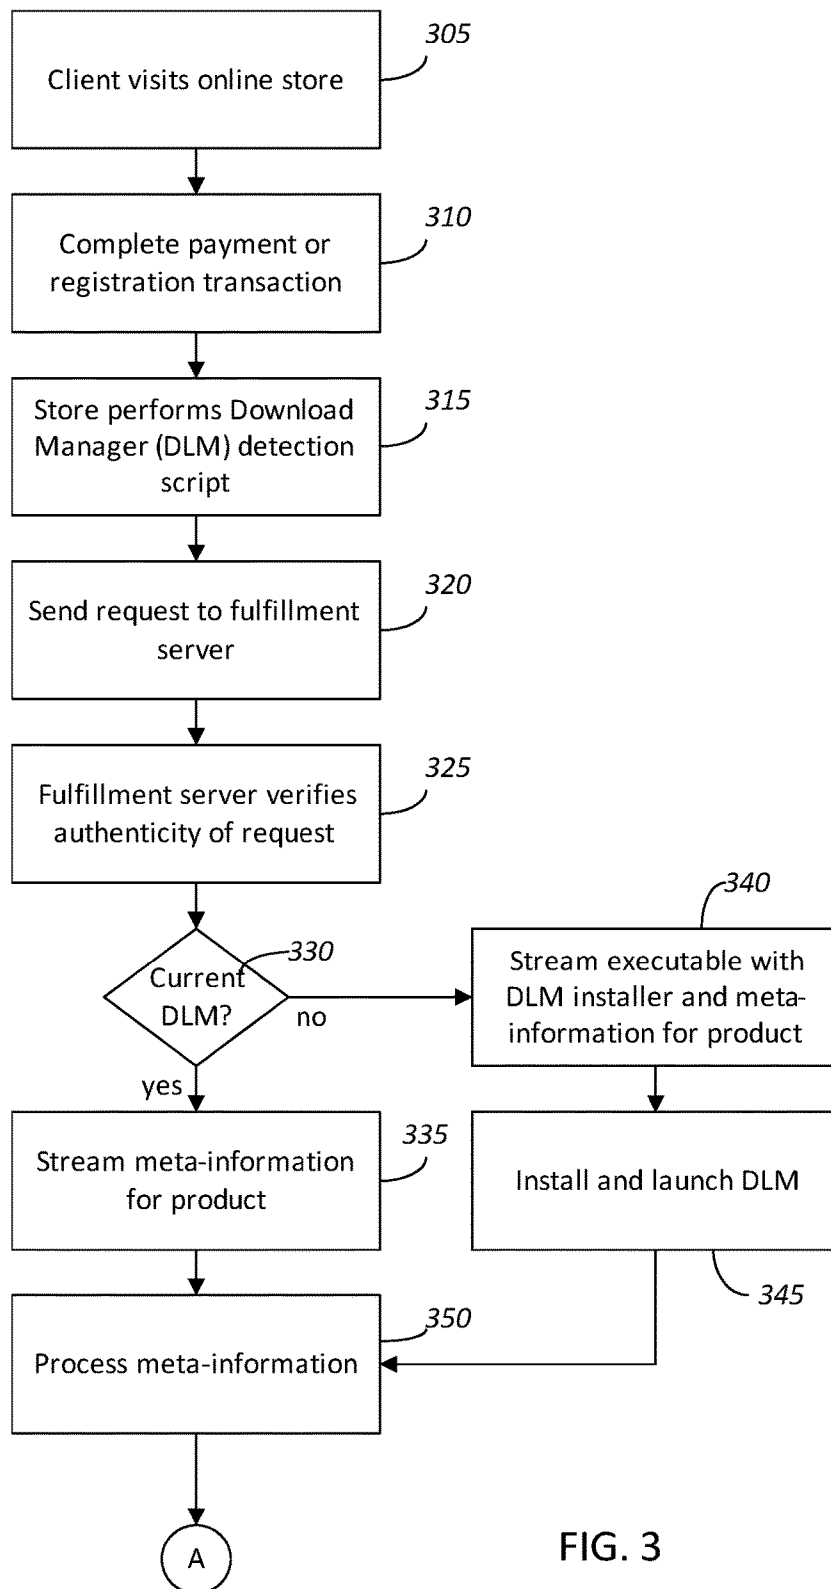 305
Client visits online store
310
Complete payment or
registration transaction
315
Store performs Download
Manager (DLM) detection
script
320
Send request to fulfillment
server
325
Fulfillment server verifies
authenticity of request
330
Current
DLM?
no
yes
340
Stream executable with
DLM installer and meta-
information for product
335
Stream meta-information
for product
Install and launch DLM
345
350
Process meta-information
A
FIG. 3